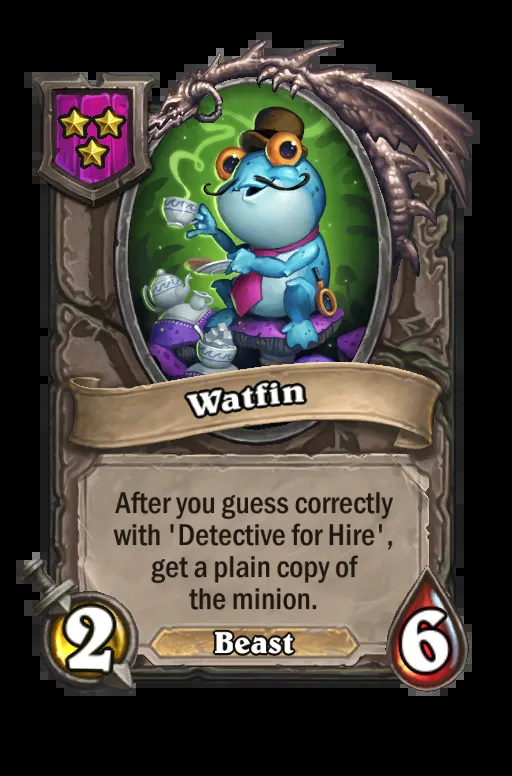 Watfin
After you guess correctly
with 'Detective for Hire',
get a plain copy of
the minion.
2
Beast
6